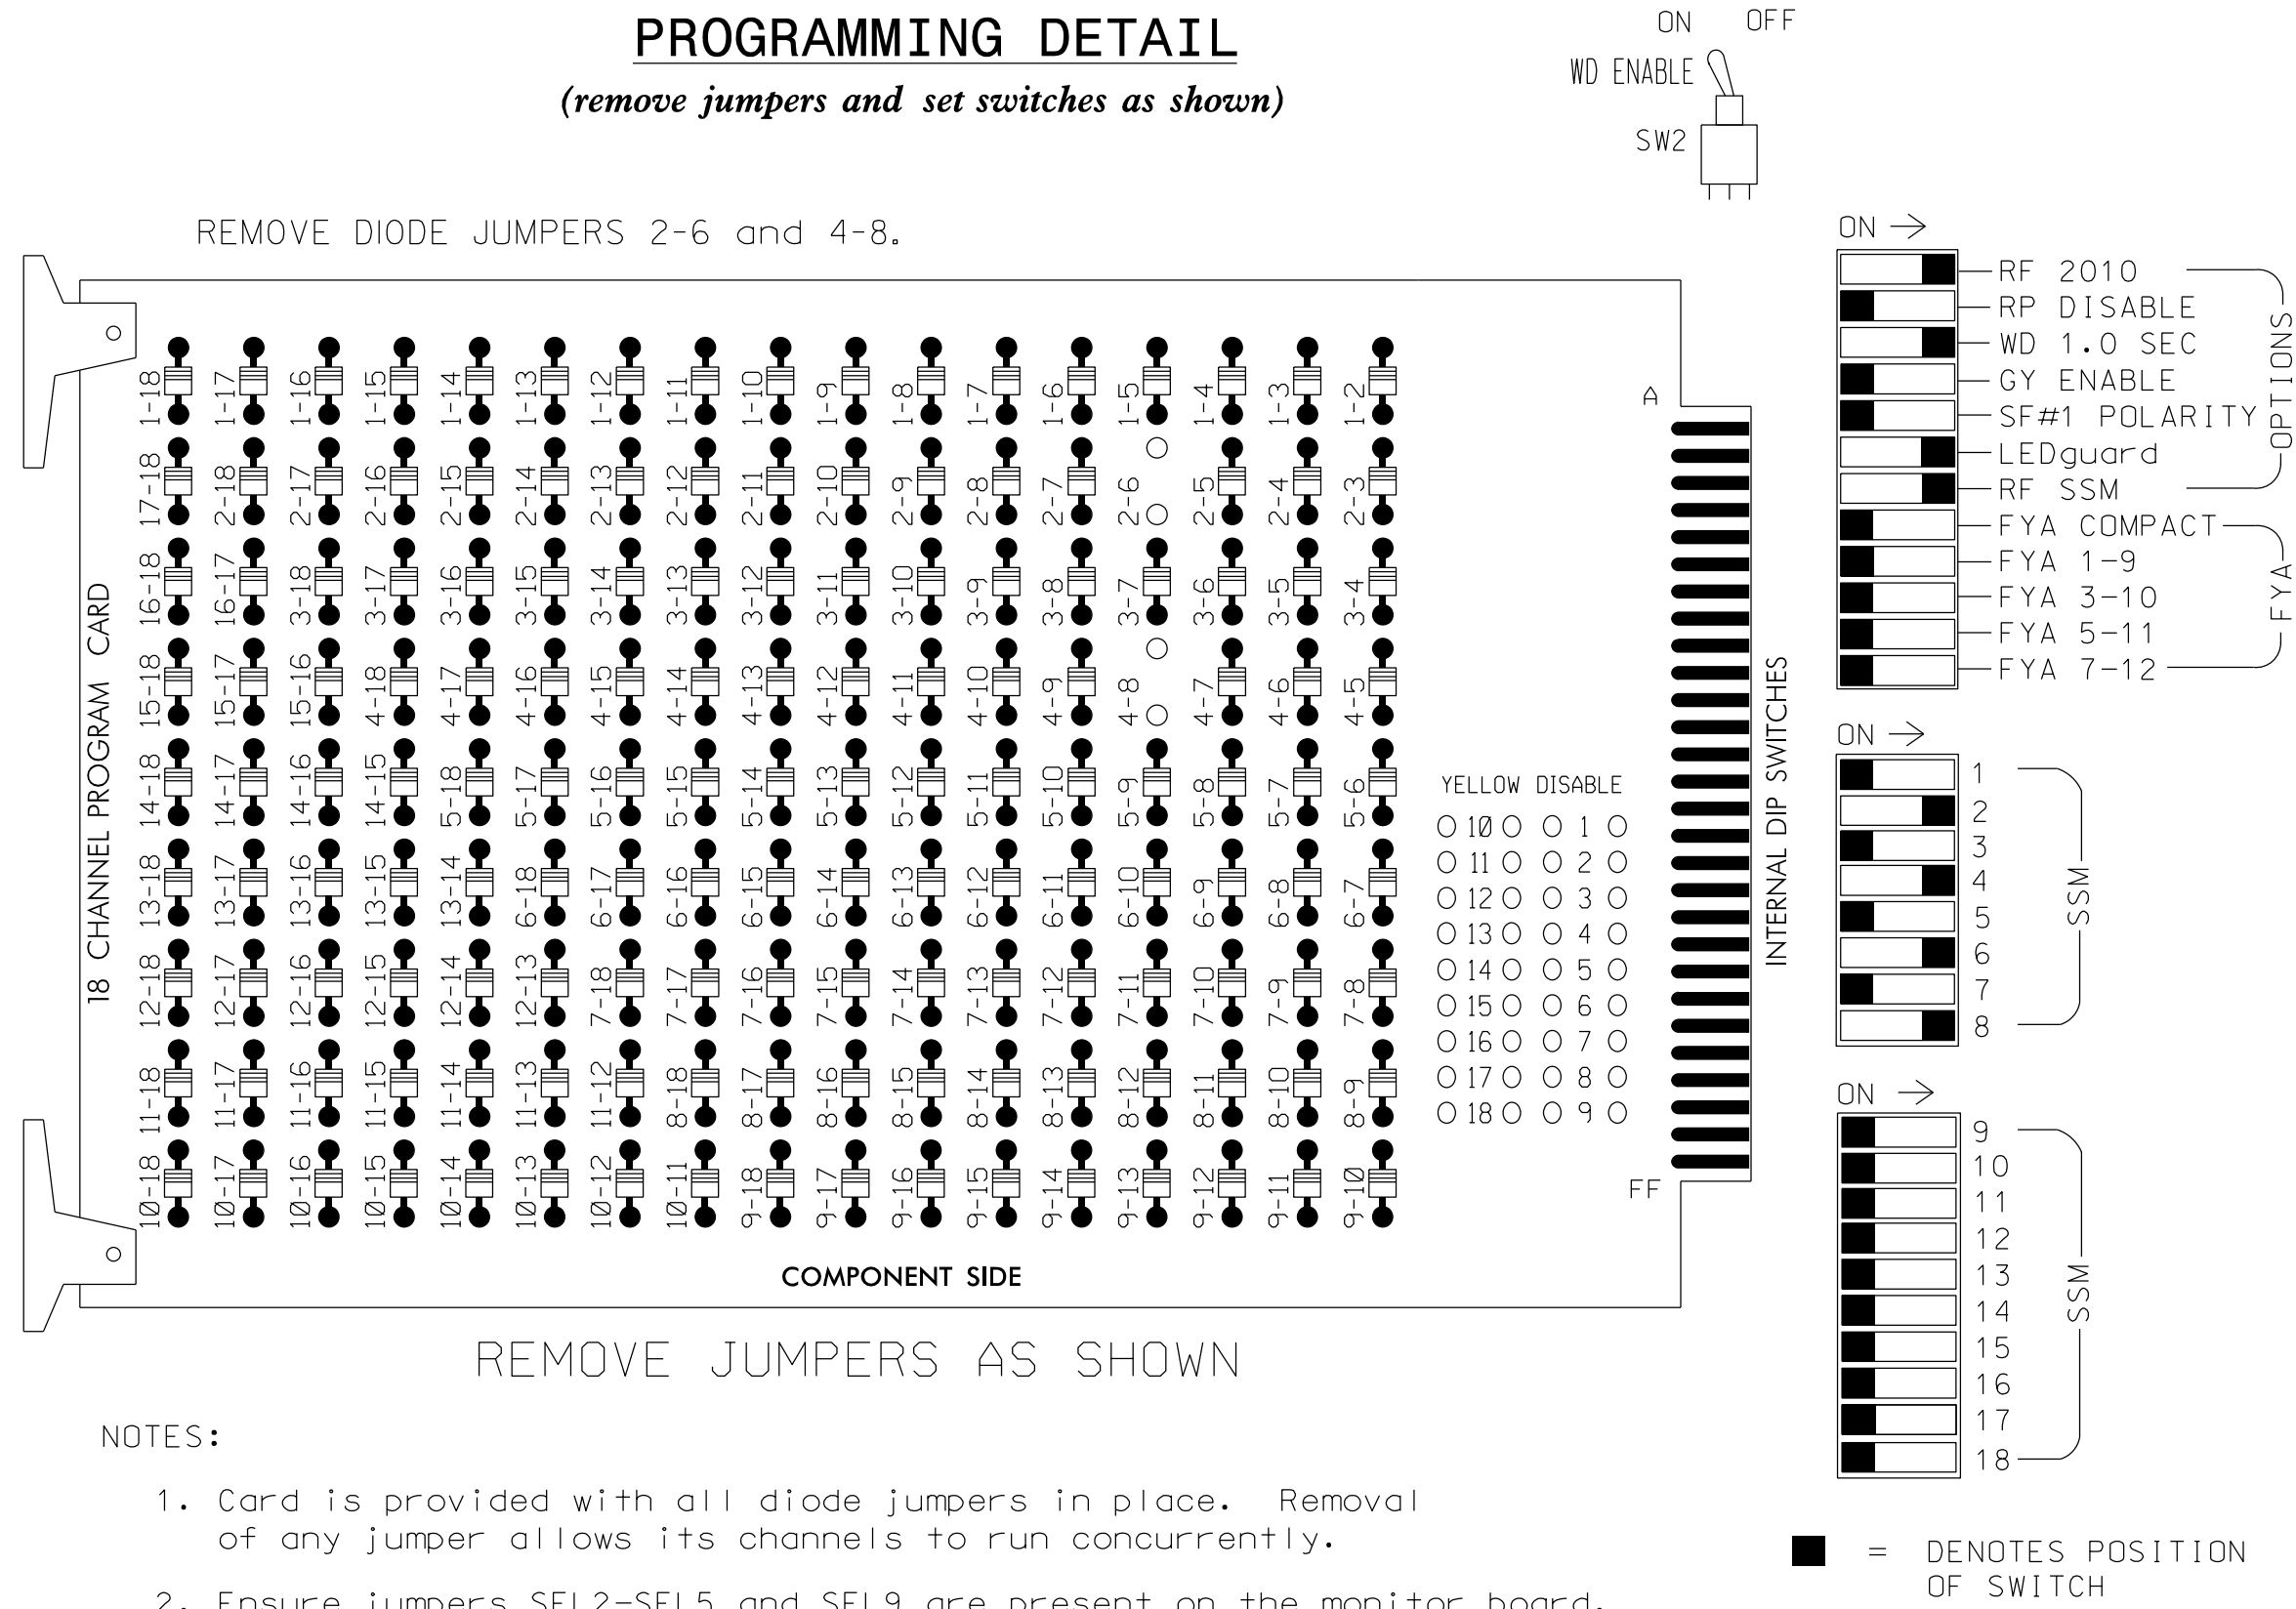 PROGRAMMING DETAIL
(remove jumpers and set switches as shown)
ON OFF
WD ENABLE
SW2
REMOVE DIODE JUMPERS 2-6 and 4-8.
1-18 1-17 1-16 1-15 1-14 1-13 1-12 1-11 1-10 1-9 1-8 1-7 1-6 1-5 1-4 1-3 1-2
17-18 2-18 2-17 2-16 2-15 2-14 2-13 2-12 2-11 2-10 2-9 2-8 2-7 2-6 2-5 2-4 2-3
16-18 16-17 3-18 3-17 3-16 3-15 3-14 3-13 3-12 3-11 3-10 3-9 3-8 3-7 3-6 3-5 3-4
15-18 15-17 15-16 4-18 4-17 4-16 4-15 4-14 4-13 4-12 4-11 4-10 4-9 4-8 4-7 4-6 4-5
14-18 14-17 14-16 14-15 5-18 5-17 5-16 5-15 5-14 5-13 5-12 5-11 5-10 5-9 5-8 5-7 5-6
13-18 13-17 13-16 13-15 13-14 6-18 6-17 6-16 6-15 6-14 6-13 6-12 6-11 6-10 6-9 6-8 6-7
12-18 12-17 12-16 12-15 12-14 12-13 7-18 7-17 7-16 7-15 7-14 7-13 7-12 7-11 7-10 7-9 7-8
11-18 11-17 11-16 11-15 11-14 11-13 11-12 8-18 8-17 8-16 8-15 8-14 8-13 8-12 8-11 8-10 8-9
10-18 10-17 10-16 10-15 10-14 10-13 10-12 10-11 9-18 9-17 9-16 9-15 9-14 9-13 9-12 9-11 9-10
18 CHANNEL PROGRAM CARD
A
FF
YELLOW DISABLE
10 1
11 2
12 3
13 4
14 5
15 6
16 7
17 8
18 9
COMPONENT SIDE
INTERNAL DIP SWITCHES
ON
RF 2010
RP DISABLE
WD 1.0 SEC
GY ENABLE
SF#1 POLARITY
LEDguard
RF SSM
OPTIONS
FYA COMPACT
FYA 1-9
FYA 3-10
FYA 5-11
FYA 7-12
FYA
ON
1
2
3
4
5
6
7
8
SSM
ON
9
10
11
12
13
14
15
16
17
18
SSM
REMOVE JUMPERS AS SHOWN
NOTES:
1. Card is provided with all diode jumpers in place. Removal
of any jumper allows its channels to run concurrently.
2. Ensure jumpers SEL2-SEL5 and SEL9 are present on the monitor board.
= DENOTES POSITION
OF SWITCH